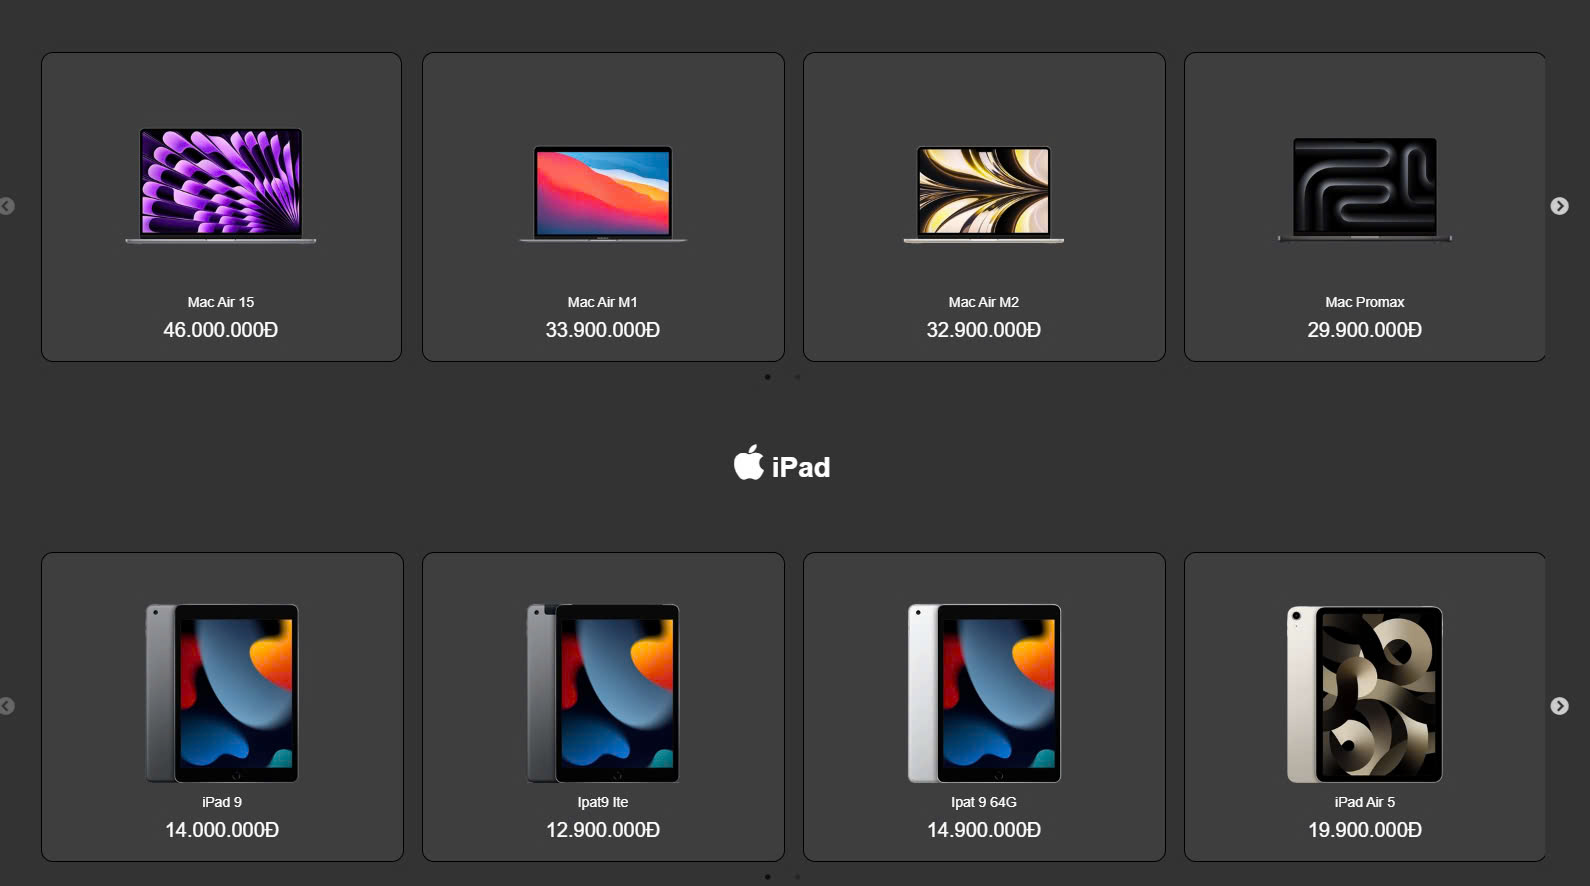 Mac Air 15
46.000.000Đ
Mac Air M1
33.900.000Đ
Mac Air M2
32.900.000Đ
Mac Promax
29.900.000Đ
iPad
iPad 9
14.000.000Đ
Ipat9 lte
12.900.000Đ
Ipat 9 64G
14.900.000Đ
iPad Air 5
19.900.000Đ